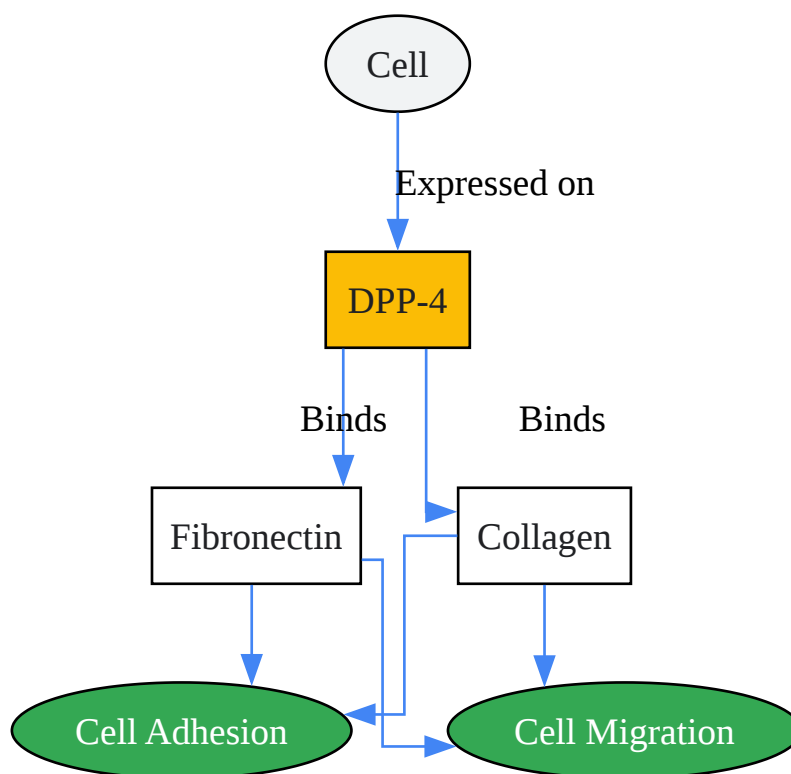 Cell
Expressed on
DPP-4
Binds
Binds
Fibronectin
Collagen
Cell Adhesion
Cell Migration